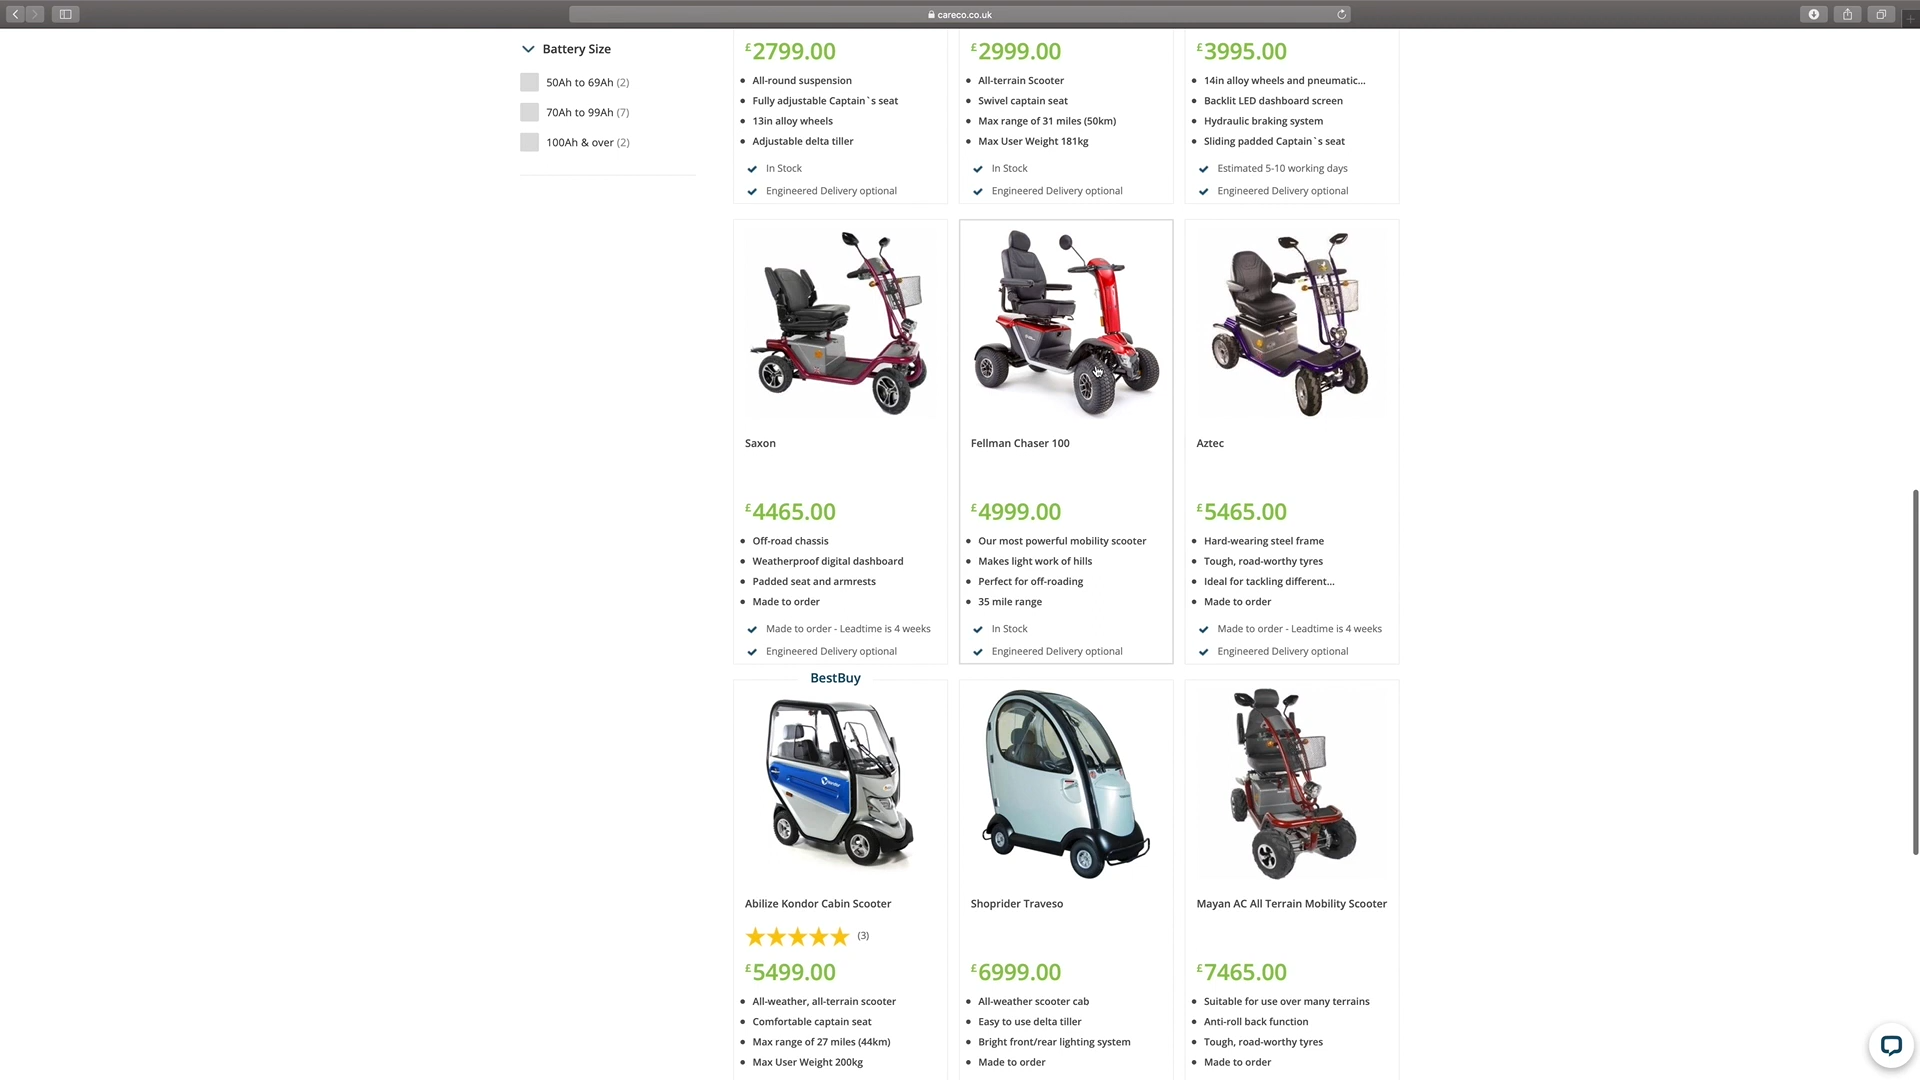 careco.co.uk
Battery Size
50Ah to 69Ah (2)
70Ah to 99Ah (7)
100Ah & over (2)
£2799.00
All-round suspension
Fully adjustable Captain`s seat
13in alloy wheels
Adjustable delta tiller
In Stock
Engineered Delivery optional
£2999.00
All-terrain Scooter
Swivel captain seat
Max range of 31 miles (50km)
Max User Weight 181kg
In Stock
Engineered Delivery optional
£3995.00
14in alloy wheels and pneumatic...
Backlit LED dashboard screen
Hydraulic braking system
Sliding padded Captain`s seat
Estimated 5-10 working days
Engineered Delivery optional
Saxon
£4465.00
Off-road chassis
Weatherproof digital dashboard
Padded seat and armrests
Made to order
Made to order - Leadtime is 4 weeks
Engineered Delivery optional
Fellman Chaser 100
£4999.00
Our most powerful mobility scooter
Makes light work of hills
Perfect for off-roading
35 mile range
In Stock
Engineered Delivery optional
Aztec
£5465.00
Hard-wearing steel frame
Tough, road-worthy tyres
Ideal for tackling different...
Made to order
Made to order - Leadtime is 4 weeks
Engineered Delivery optional
BestBuy
Abilize Kondor Cabin Scooter
(3)
£5499.00
All-weather, all-terrain scooter
Comfortable captain seat
Max range of 27 miles (44km)
Max User Weight 200kg
Shoprider Traveso
£6999.00
All-weather scooter cab
Easy to use delta tiller
Bright front/rear lighting system
Made to order
Mayan AC All Terrain Mobility Scooter
£7465.00
Suitable for use over many terrains
Anti-roll back function
Tough, road-worthy tyres
Made to order